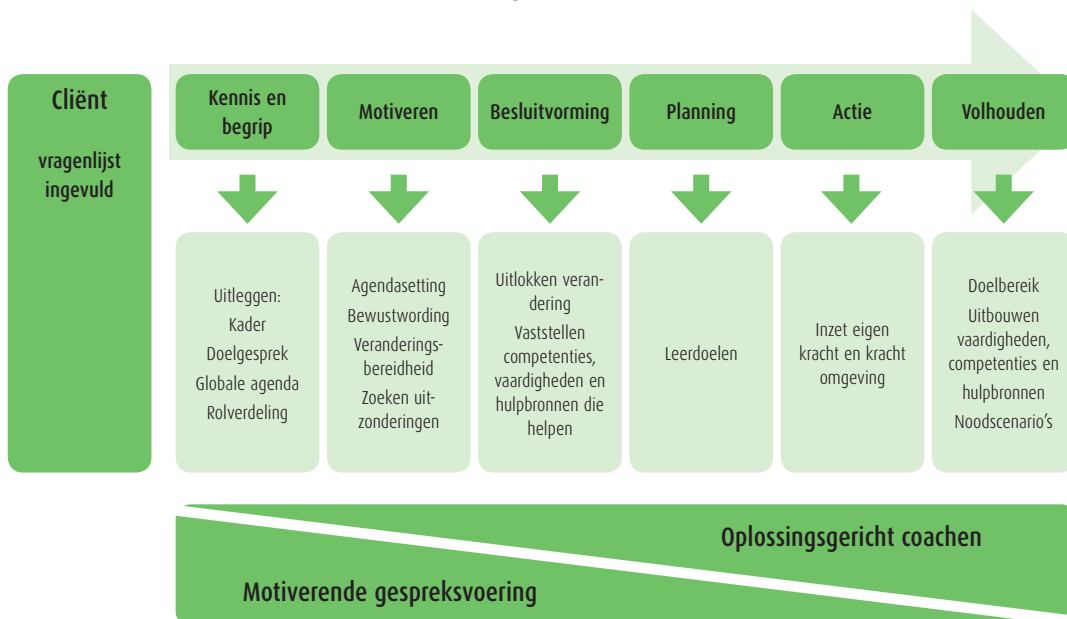 Cliënt
vragenlijst
ingevuld
Kennis en
begrip
Motiveren
Besluitvorming
Planning
Actie
Volhouden
Uitleggen:
Kader
Doelgesprek
Globale agenda
Rolverdeling
Agendasetting
Bewustwording
Veranderings-
bereidheid
Zoeken uit-
zonderingen
Uitlokken veran-
dering
Vaststellen
competenties,
vaardigheden en
hulpbronnen die
helpen
Leerdoelen
Inzet eigen
kracht en kracht
omgeving
Doelbereik
Uitbouwen
vaardigheden,
competenties en
hulpbronnen
Noodscenario's
Oplossingsgericht coachen
Motiverende gespreksvoering